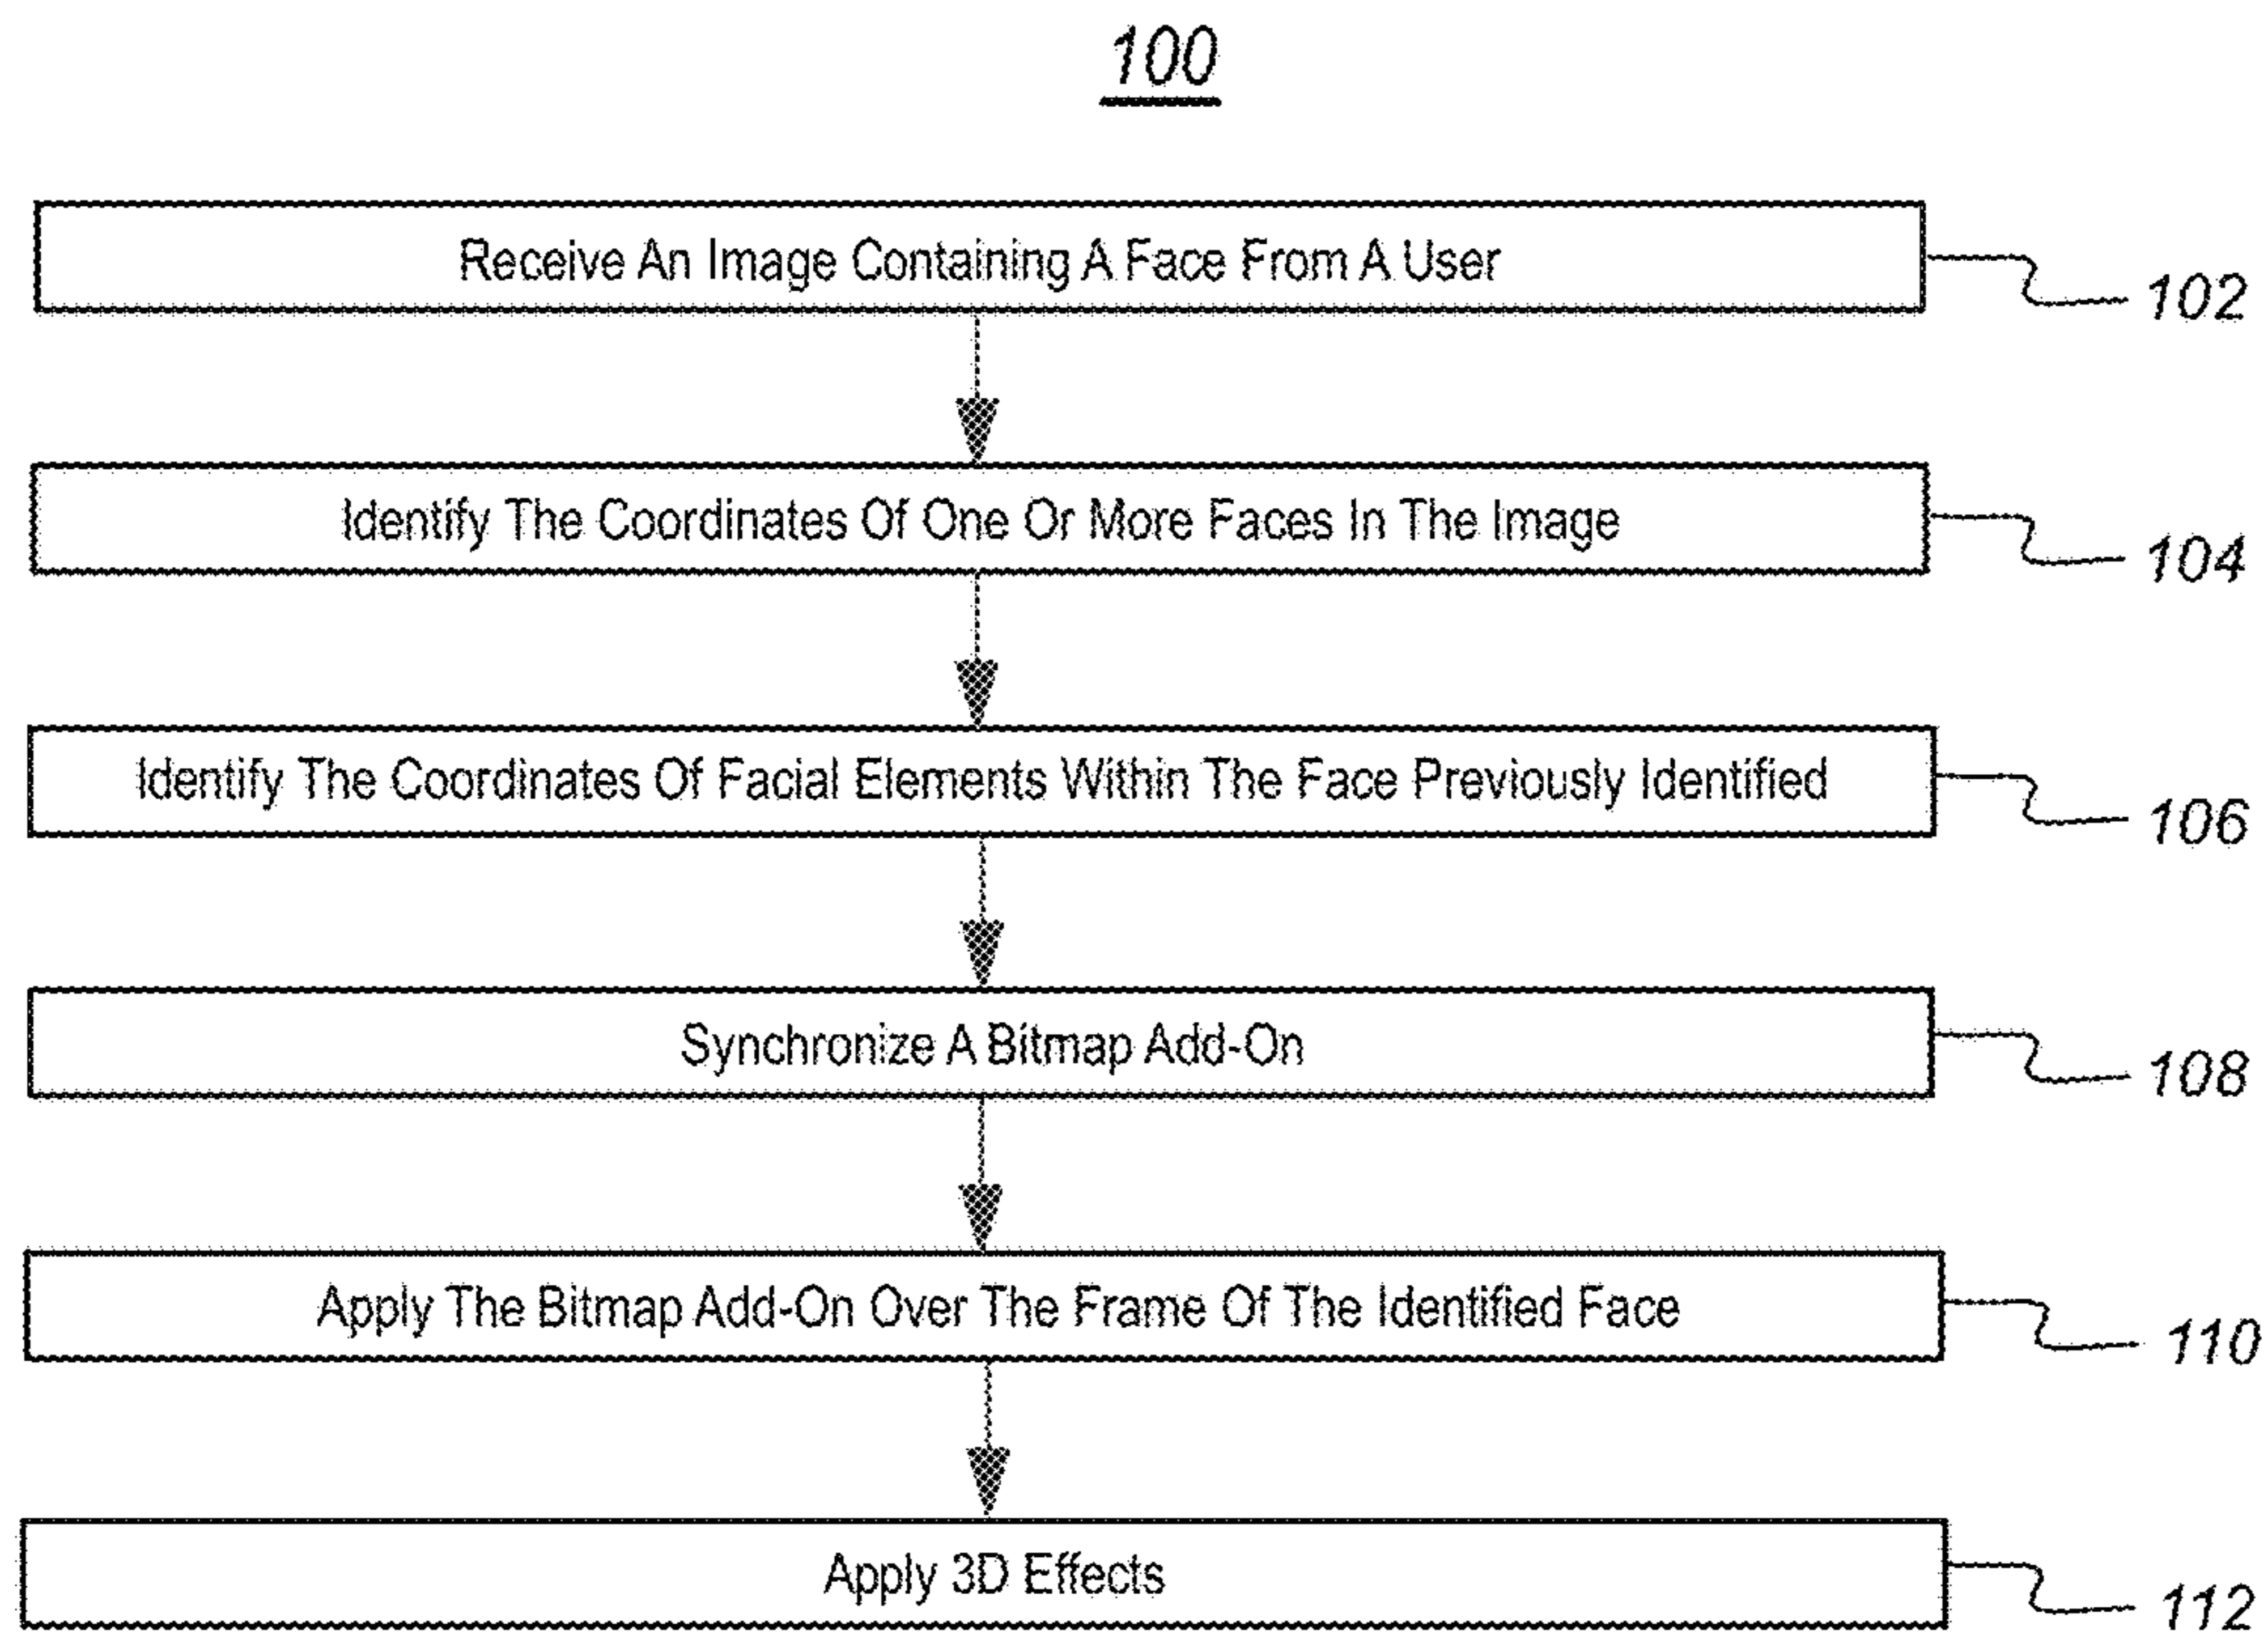 100
Receive An Image Containing A Face From A User
102
Identify The Coordinates Of One Or More Faces In The Image
104
Identify The Coordinates Of Facial Elements Within The Face Previously Identified
106
Synchronize A Bitmap Add-On
108
Apply The Bitmap Add-On Over The Frame Of The Identified Face
110
Apply 3D Effects
112